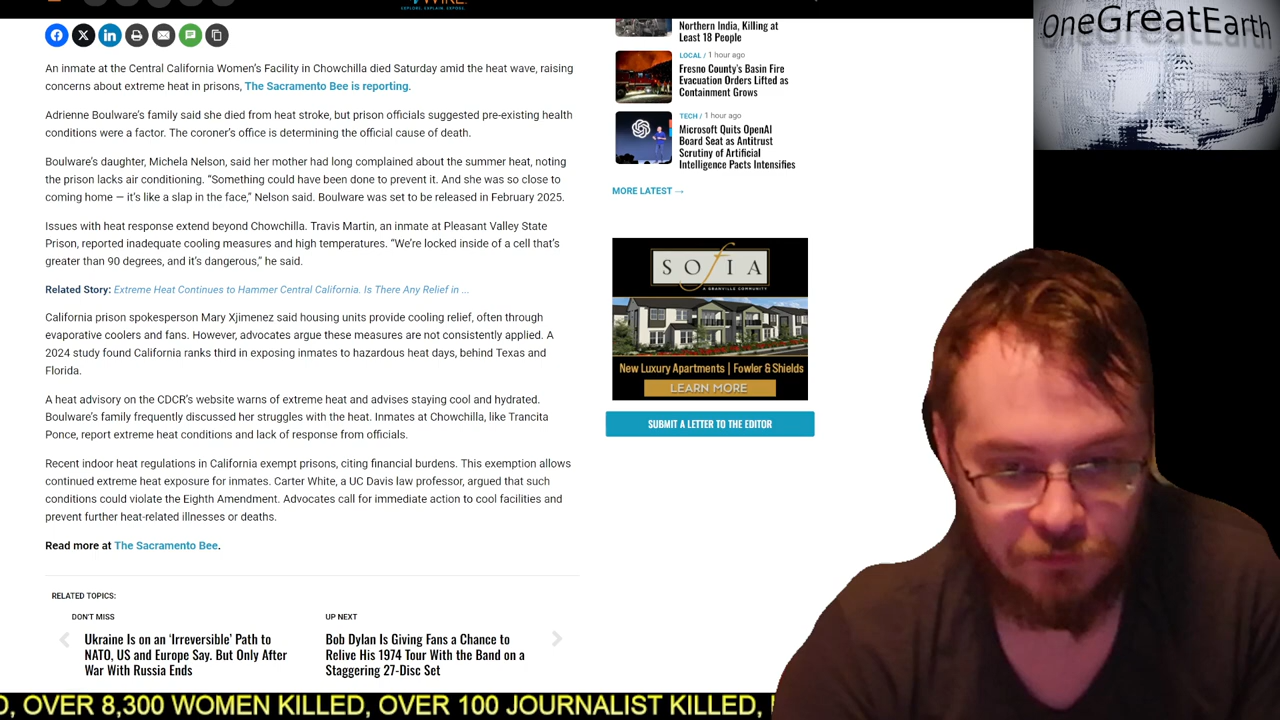 WIRE
EXPLORE. EXPLAIN. EXPOSE.
An inmate at the Central California Women's Facility in Chowchilla died Saturday amid the heat wave, raising
concerns about extreme heat in prisons, The Sacramento Bee is reporting.
Adrienne Boulware's family said she died from heat stroke, but prison officials suggested pre-existing health
conditions were a factor. The coroner's office is determining the official cause of death.
Boulware's daughter, Michela Nelson, said her mother had long complained about the summer heat, noting
the prison lacks air conditioning. “Something could have been done to prevent it. And she was so close to
coming home — it's like a slap in the face,” Nelson said. Boulware was set to be released in February 2025.
Issues with heat response extend beyond Chowchilla. Travis Martin, an inmate at Pleasant Valley State
Prison, reported inadequate cooling measures and high temperatures. “We're locked inside of a cell that's
greater than 90 degrees, and it's dangerous,” he said.
Related Story: Extreme Heat Continues to Hammer Central California. Is There Any Relief in ...
California prison spokesperson Mary Xjimenez said housing units provide cooling relief, often through
evaporative coolers and fans. However, advocates argue these measures are not consistently applied. A
2024 study found California ranks third in exposing inmates to hazardous heat days, behind Texas and
Florida.
A heat advisory on the CDCR's website warns of extreme heat and advises staying cool and hydrated.
Boulware's family frequently discussed her struggles with the heat. Inmates at Chowchilla, like Trancita
Ponce, report extreme heat conditions and lack of response from officials.
Recent indoor heat regulations in California exempt prisons, citing financial burdens. This exemption allows
continued extreme heat exposure for inmates. Carter White, a UC Davis law professor, argued that such
conditions could violate the Eighth Amendment. Advocates call for immediate action to cool facilities and
prevent further heat-related illnesses or deaths.
Read more at The Sacramento Bee.
RELATED TOPICS:
DON'T MISS
Ukraine Is on an ‘Irreversible’ Path to
NATO, US and Europe Say. But Only After
War With Russia Ends
UP NEXT
Bob Dylan Is Giving Fans a Chance to
Relive His 1974 Tour With the Band on a
Staggering 27-Disc Set
Northern India, Killing at
Least 18 People
LOCAL / 1 hour ago
Fresno County's Basin Fire
Evacuation Orders Lifted as
Containment Grows
TECH / 1 hour ago
Microsoft Quits OpenAI
Board Seat as Antitrust
Scrutiny of Artificial
Intelligence Pacts Intensifies
MORE LATEST →
SOFIA
A GRANVILLE COMMUNITY
New Luxury Apartments | Fowler & Shields
LEARN MORE
SUBMIT A LETTER TO THE EDITOR
OneGreatEarth
D, OVER 8,300 WOMEN KILLED, OVER 100 JOURNALIST KILLED,